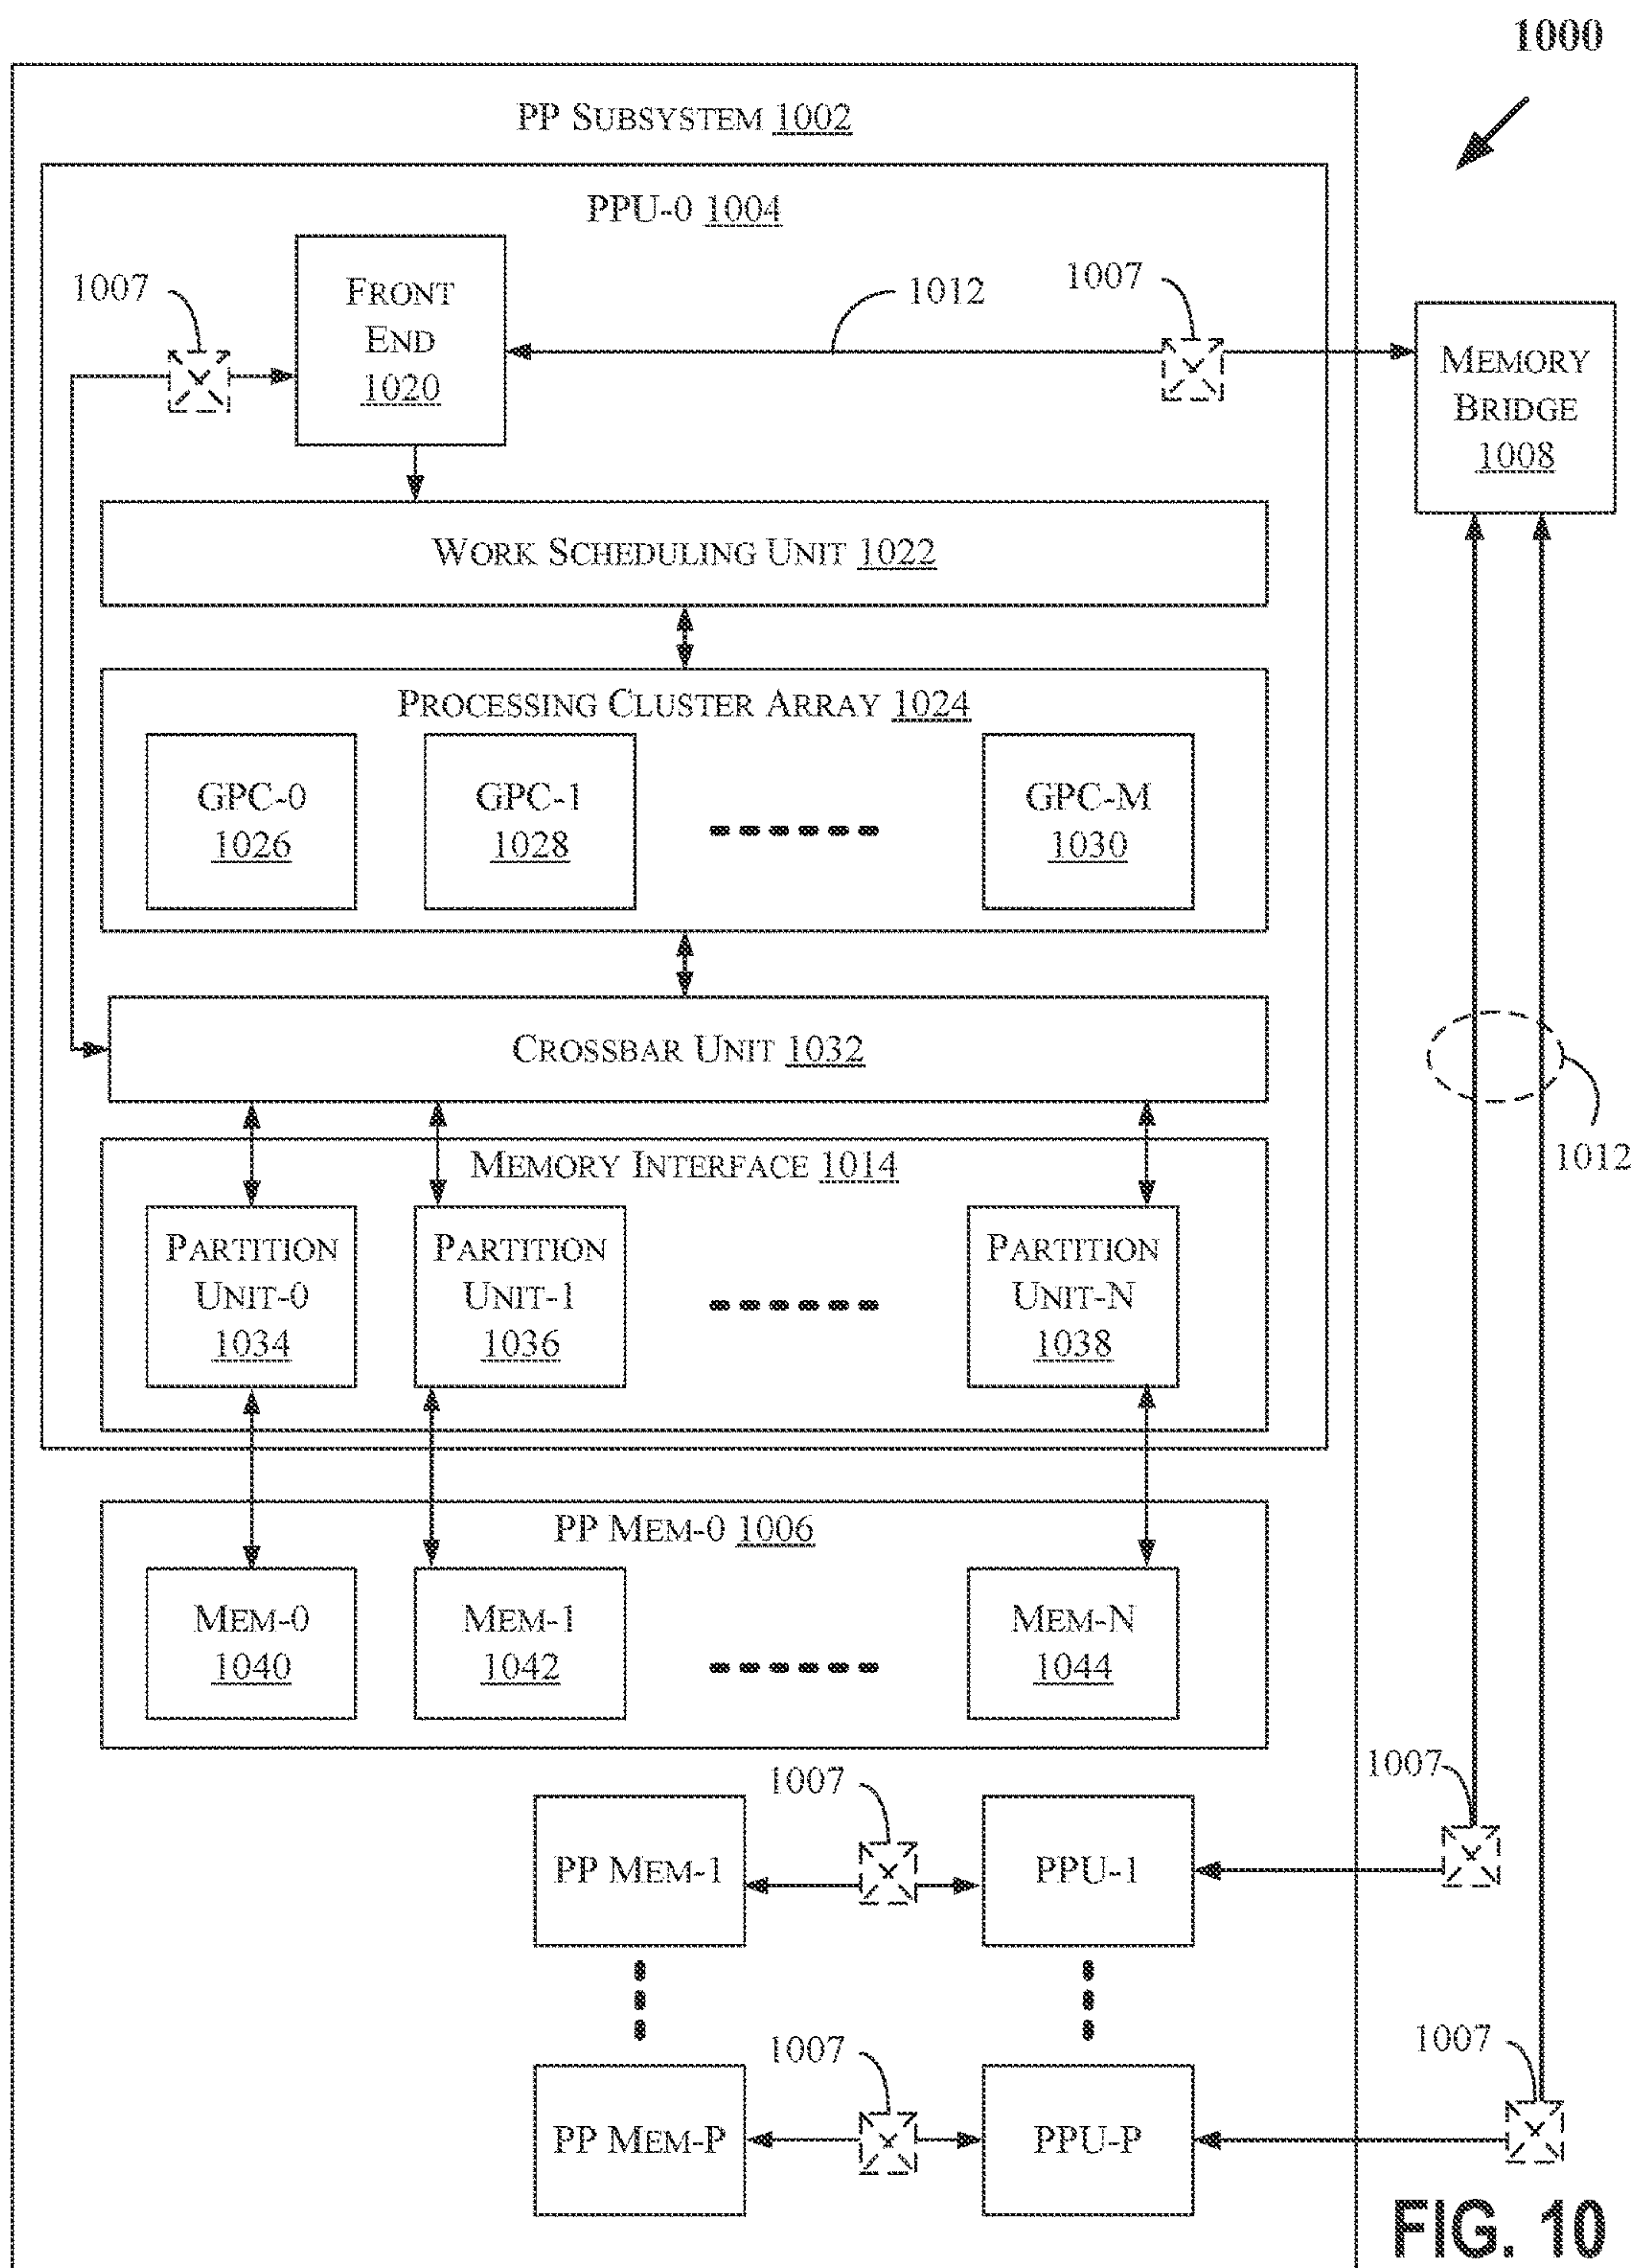 1000
PP SUBSYSTEM 1002
PPU-0 1004
1007
FRONT
END
1020
1012
1007
MEMORY
BRIDGE
1008
WORK SCHEDULING UNIT 1022
PROCESSING CLUSTER ARRAY 1024
GPC-0
1026
GPC-1
1028
GPC-M
1030
CROSSBAR UNIT 1032
1012
MEMORY INTERFACE 1014
PARTITION
UNIT-0
1034
PARTITION
UNIT-1
1036
PARTITION
UNIT-N
1038
PP MEM-0 1006
MEM-0
1040
MEM-1
1042
MEM-N
1044
1007
1007
PP MEM-1
PPU-1
1007
1007
PP MEM-P
PPU-P
FIG. 10